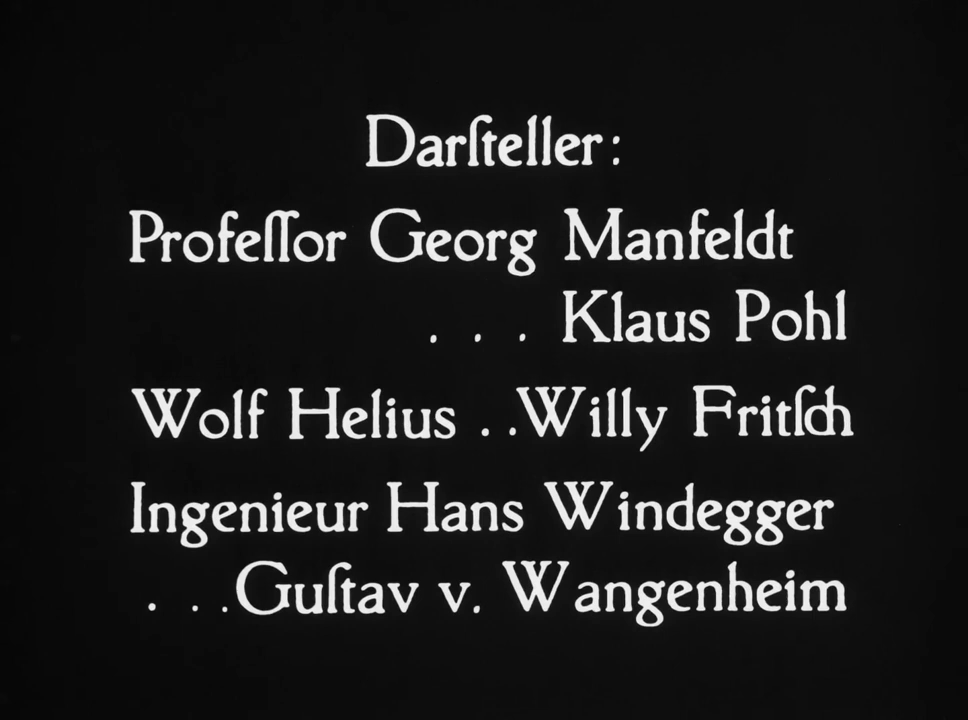 Darſteller:
Profeſſor Georg Manfeldt
. . . Klaus Pohl
Wolf Helius . . Willy Fritſch
Ingenieur Hans Windegger
. . . Guſtav v. Wangenheim